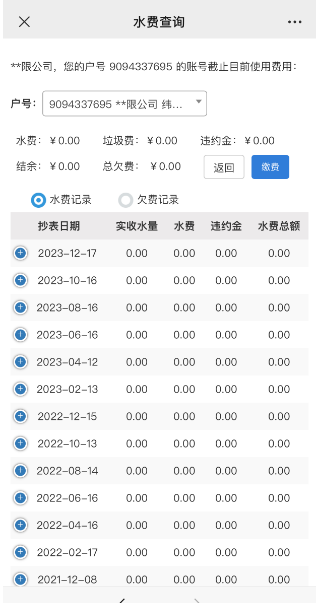 水费查询
**限公司，您的户号 9094337695 的账号截止目前使用费用：
户号： 9094337695 **限公司 纬...
水费：￥0.00 垃圾费：￥0.00 违约金：￥0.00
结余：￥0.00 总欠费：￥0.00 返回 缴费
水费记录 欠费记录
抄表日期 实收水量 水费 违约金 水费总额
2023-12-17 0.00 0.00 0.00 0.00
2023-10-16 0.00 0.00 0.00 0.00
2023-08-16 0.00 0.00 0.00 0.00
2023-06-16 0.00 0.00 0.00 0.00
2023-04-12 0.00 0.00 0.00 0.00
2023-02-13 0.00 0.00 0.00 0.00
2022-12-15 0.00 0.00 0.00 0.00
2022-10-13 0.00 0.00 0.00 0.00
2022-08-14 0.00 0.00 0.00 0.00
2022-06-16 0.00 0.00 0.00 0.00
2022-04-16 0.00 0.00 0.00 0.00
2022-02-17 0.00 0.00 0.00 0.00
2021-12-08 0.00 0.00 0.00 0.00